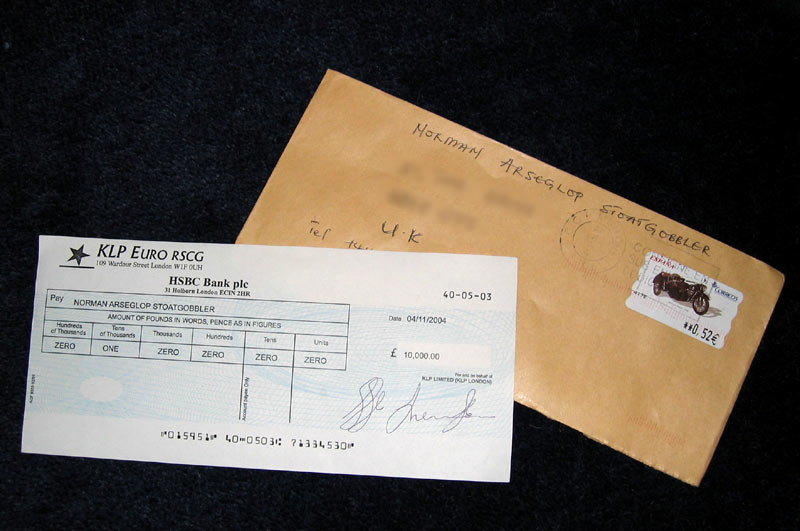 NORMAN ARSEGLOP STOATGOBBLER
U.K
Tel
ESPAÑA
CORREOS
**0,52€
KLP EURO RSCG
109 Wardour Street London W1F 0UH
HSBC Bank plc
31 Holborn London EC1N 2HR
40-05-03
Pay NORMAN ARSEGLOP STOATGOBBLER
AMOUNT OF POUNDS IN WORDS, PENCE AS IN FIGURES
Date 04/11/2004
Hundreds of Thousands
Tens of Thousands
Thousands
Hundreds
Tens
Units
ZERO ONE ZERO ZERO ZERO ZERO
£ 10,000.00
For and on behalf of
KLP LIMITED (KLP LONDON)
Account payee Only
015951 40-0503 71334530